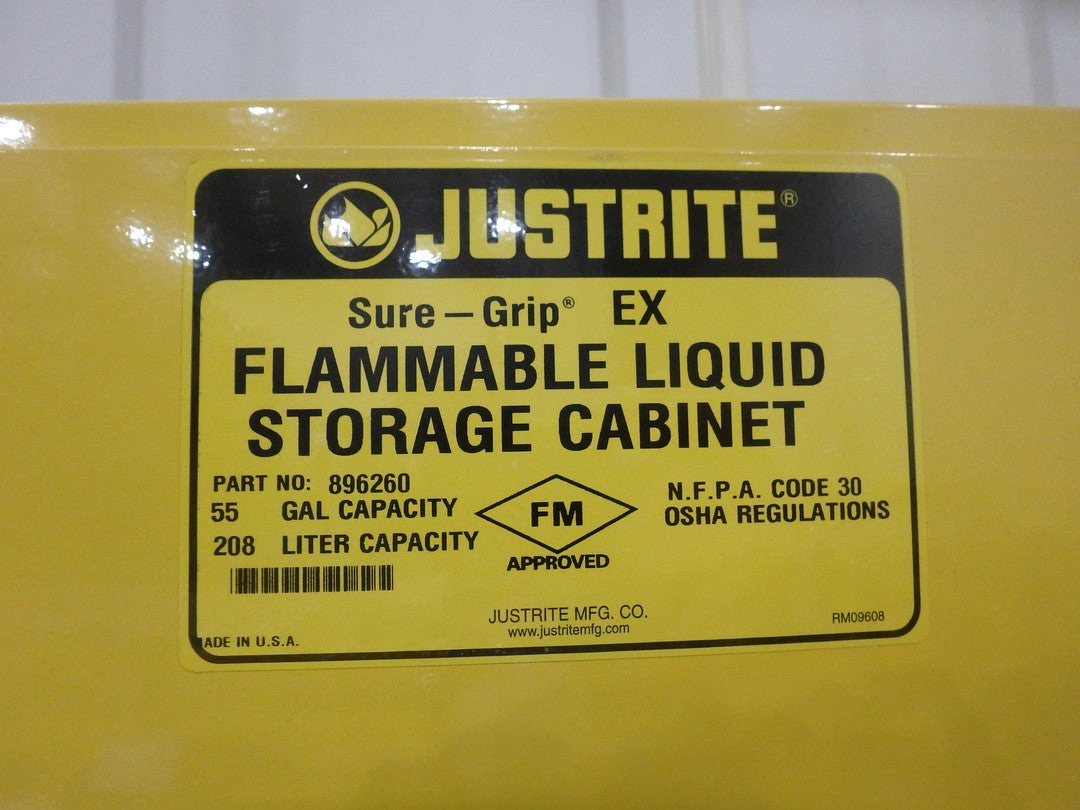 JUSTRITE®
Sure-Grip® EX
FLAMMABLE LIQUID
STORAGE CABINET
PART NO: 896260
55 GAL CAPACITY
208 LITER CAPACITY
FM
APPROVED
N.F.P.A. CODE 30
OSHA REGULATIONS
JUSTRITE MFG. CO.
www.justritemfg.com
RM09608
MADE IN U.S.A.